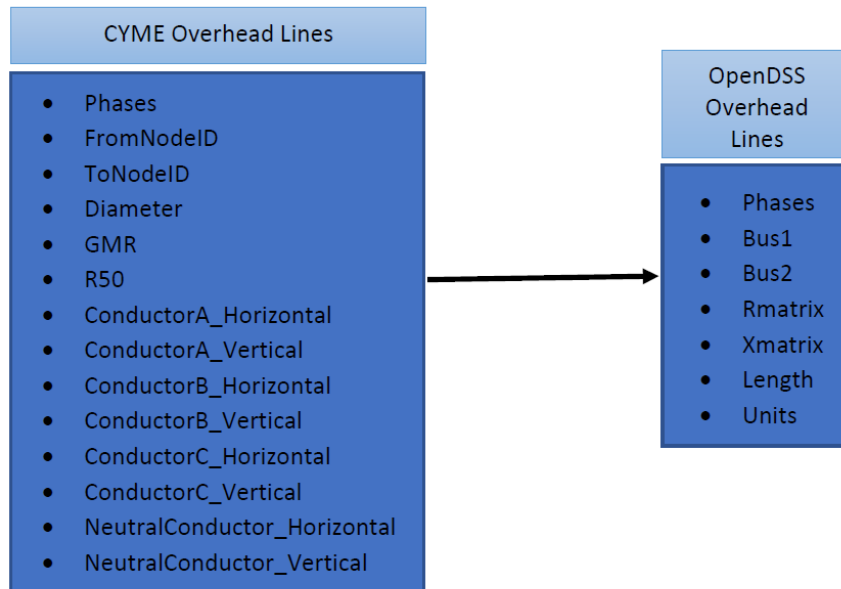 CYME Overhead Lines
• Phases
• FromNodeID
• ToNodeID
• Diameter
• GMR
• R50
• ConductorA_Horizontal
• ConductorA_Vertical
• ConductorB_Horizontal
• ConductorB_Vertical
• ConductorC_Horizontal
• ConductorC_Vertical
• NeutralConductor_Horizontal
• NeutralConductor_Vertical
OpenDSS
Overhead
Lines
• Phases
• Bus1
• Bus2
• Rmatrix
• Xmatrix
• Length
• Units